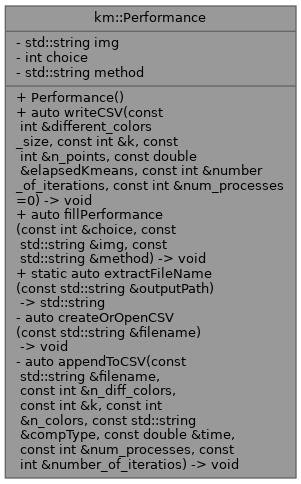 km::Performance
- std::string img
- int choice
- std::string method
+ Performance()
+ auto writeCSV(const
int &different_colors
_size, const int &k, const
int &n_points, const double
&elapsedKmeans, const int &number
_of_iterations, const int &num_processes
=0) -> void
+ auto fillPerformance
(const int &choice, const
std::string &img, const
std::string &method) -> void
+ static auto extractFileName
(const std::string &outputPath)
-> std::string
- auto createOrOpenCSV
(const std::string &filename)
-> void
- auto appendToCSV(const
std::string &filename,
const int &n_diff_colors,
const int &k, const int
&n_colors, const std::string
&compType, const double &time,
const int &num_processes, const
int &number_of_iteratios) -> void